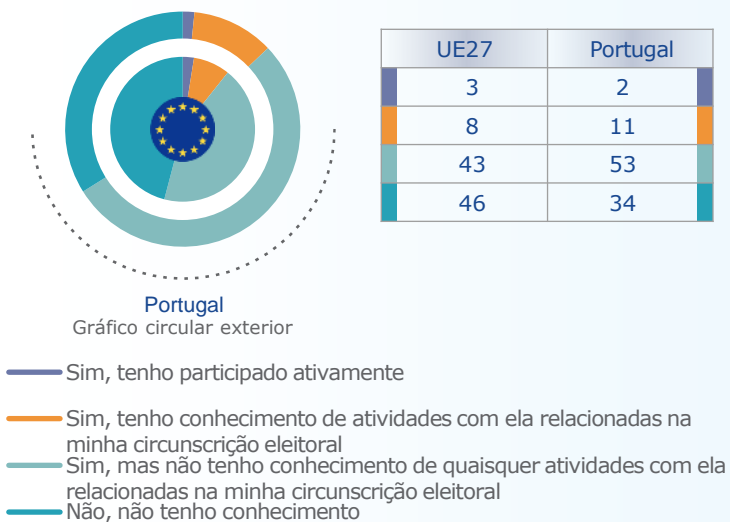 UE27 Portugal
3 2
8 11
43 53
46 34
Portugal
Gráfico circular exterior
Sim, tenho participado ativamente
Sim, tenho conhecimento de atividades com ela relacionadas na
minha circunscrição eleitoral
Sim, mas não tenho conhecimento de quaisquer atividades com ela
relacionadas na minha circunscrição eleitoral
Não, não tenho conhecimento